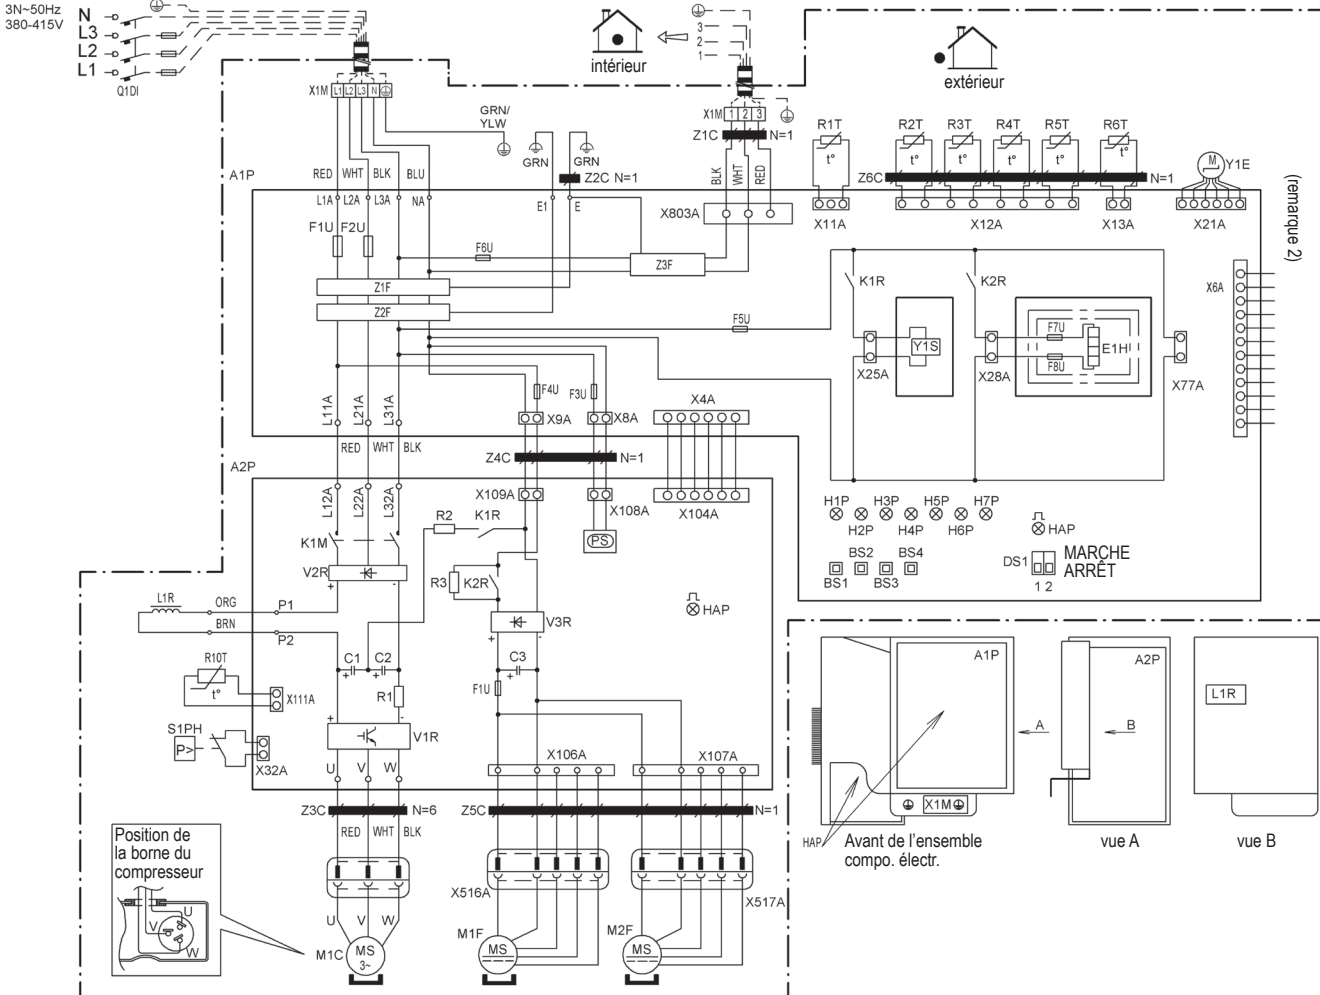 3N~50Hz
380-415V
N
L3
L2
L1
Q1DI
intérieur
3
2
1
extérieur
X1M L1 L2 L3 N
GRN/
YLW
GRN GRN
X1M 1 2 3
Z1C N=1
R1T R2T R3T R4T R5T R6T
t° t° t° t° t° t°
M Y1E
A1P
RED WHT BLK BLU
Z2C N=1
BLK WHT RED
Z6C N=1
(remarque 2)
L1A L2A L3A NA
E1 E
X803A
X11A X12A X13A X21A
F1U F2U
F6U
Z3F
K1R K2R
X6A
Z1F
Z2F
F5U
Y1S
F7U
F8U
E1H
X25A X28A X77A
F4U F3U
X4A
L11A L21A L31A
X9A X8A
RED WHT BLK
Z4C N=1
A2P
X109A
X108A
X104A
L12A L22A L32A
PS
H1P H3P H5P H7P
H2P H4P H6P
HAP
BS2 BS4
BS1 BS3
DS1
1 2
MARCHE
ARRÊT
R2 K1R
K1M
V2R
+ -
R3 K2R
HAP
L1R
ORG P1
BRN P2
V3R
+ -
C1 C2
+ +
C3
+
R10T
t°
X111A
R1
F1U
S1PH
P>
X32A
+ -
V1R
U V W
X106A X107A
Z3C N=6
Z5C N=1
RED WHT BLK
X516A X517A
U V W
M1C
MS
3~
M1F
MS
M2F
MS
Position de
la borne du
compresseur
U
V
W
A1P
A
A2P
B
L1R
X1M
HAP
Avant de l'ensemble
compo. électr.
vue A
vue B